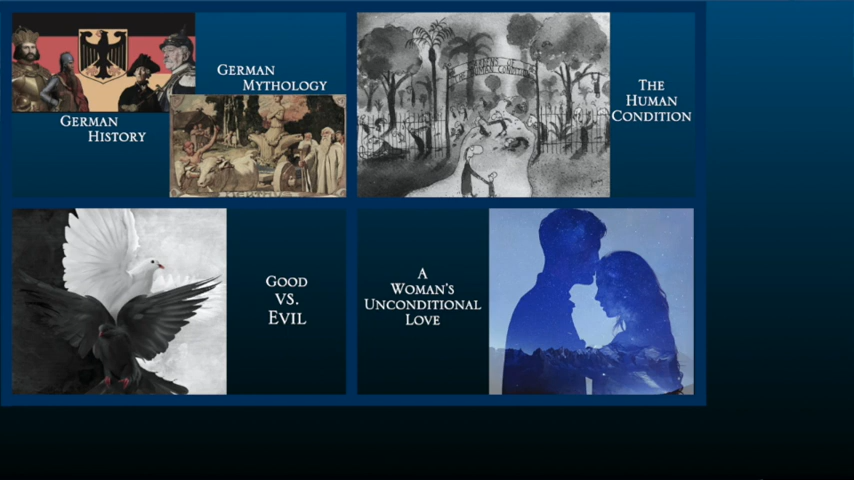 GERMAN
MYTHOLOGY
GERMAN
HISTORY
THE
HUMAN
CONDITION
GOOD
VS.
EVIL
A
WOMAN'S
UNCONDITIONAL
LOVE